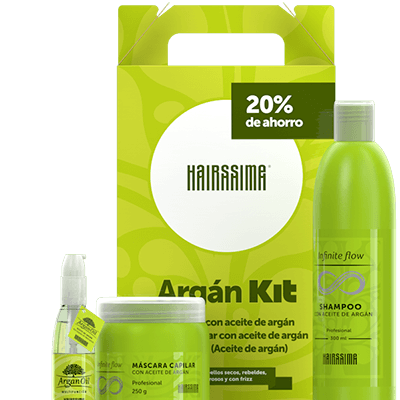 20%
de ahorro
HAIRSSIME
Argán Kit
con aceite de argán
ar con aceite de argán
(Aceite de argán)
ellos secos, rebeldes,
rosos y con frizz
Infinite flow
SHAMPOO
CON ACEITE DE ARGÁN
Profesional
HAIRSSIME
Infinite flow
MÁSCARA CAPILAR
CON ACEITE DE ARGÁN
Profesional
250 g
Argan Oil